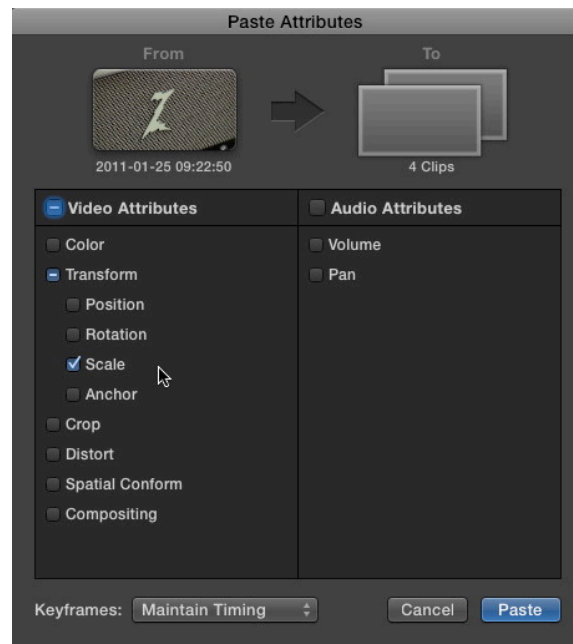 Paste Attributes
From
To
2011-01-25 09:22:50
4 Clips
Video Attributes
Color
Transform
Position
Rotation
Scale
Anchor
Crop
Distort
Spatial Conform
Compositing
Audio Attributes
Volume
Pan
Keyframes: Maintain Timing
Cancel
Paste